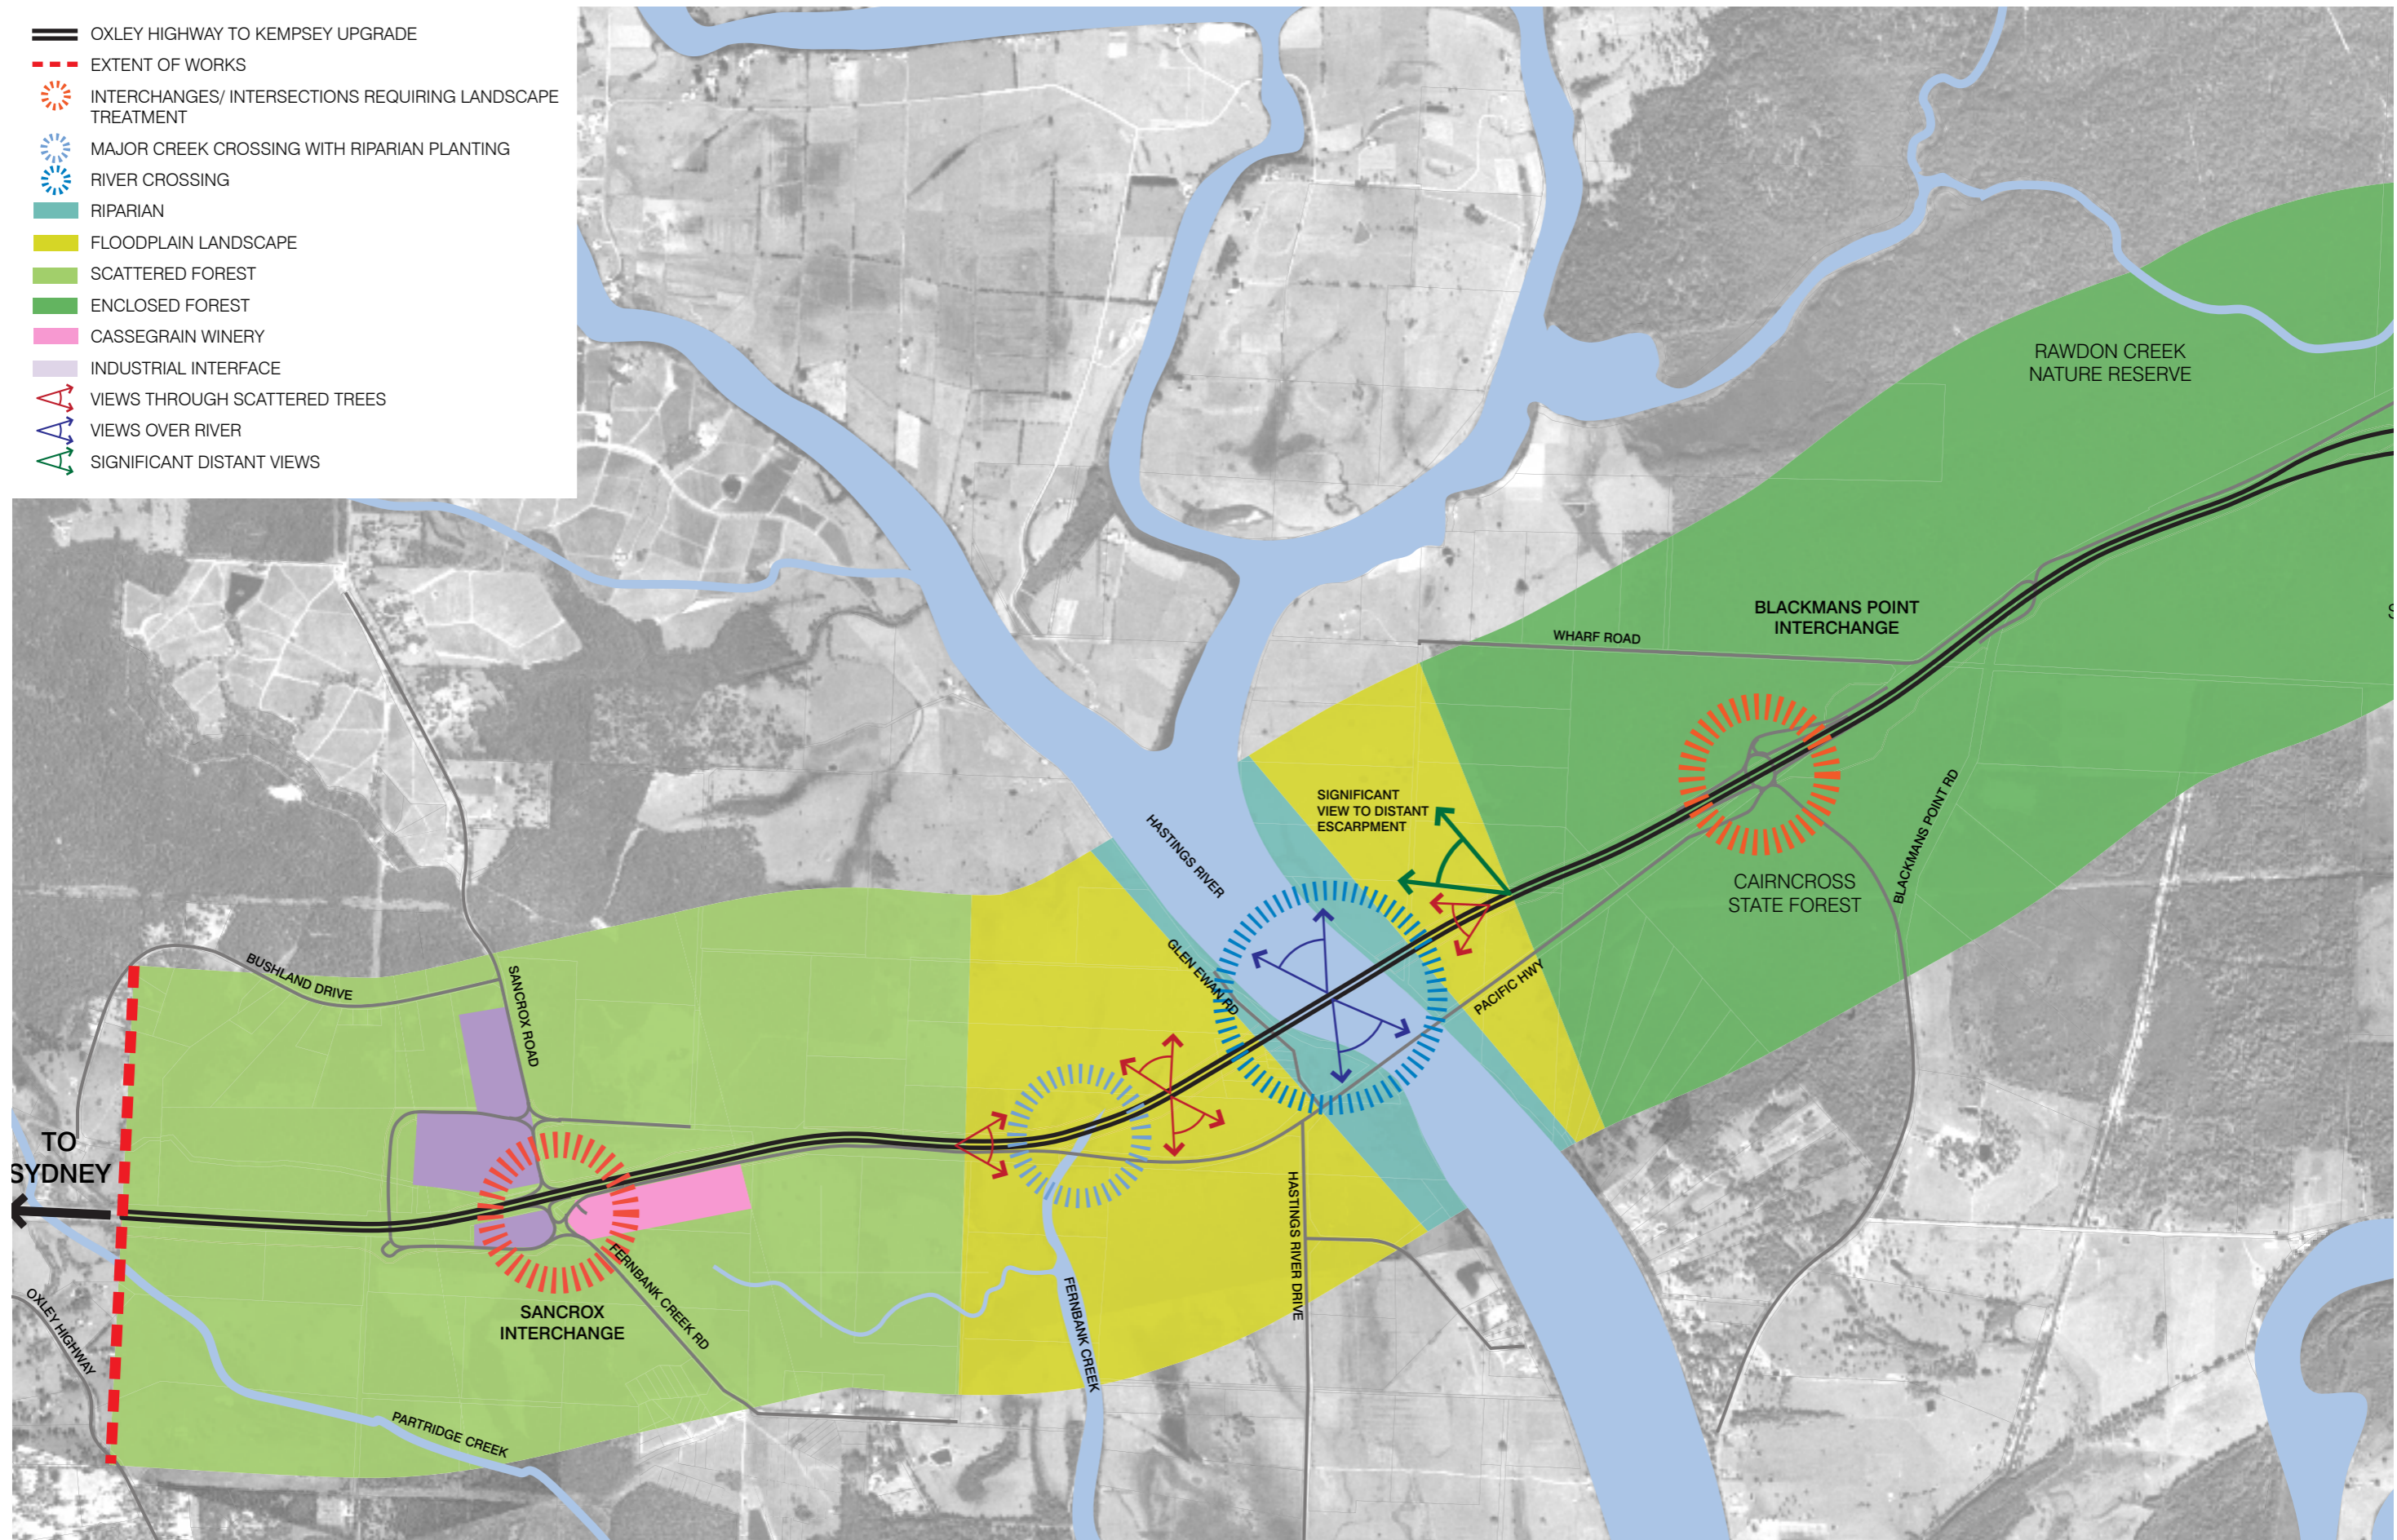 OXLEY HIGHWAY TO KEMPSEY UPGRADE
EXTENT OF WORKS
INTERCHANGES/ INTERSECTIONS REQUIRING LANDSCAPE
TREATMENT
MAJOR CREEK CROSSING WITH RIPARIAN PLANTING
RIVER CROSSING
RIPARIAN
FLOODPLAIN LANDSCAPE
SCATTERED FOREST
ENCLOSED FOREST
CASSEGRAIN WINERY
INDUSTRIAL INTERFACE
VIEWS THROUGH SCATTERED TREES
VIEWS OVER RIVER
SIGNIFICANT DISTANT VIEWS
RAWDON CREEK
NATURE RESERVE
BLACKMANS POINT
INTERCHANGE
WHARF ROAD
SIGNIFICANT
VIEW TO DISTANT
ESCARPMENT
HASTINGS RIVER
BLACKMANS POINT RD
CAIRNCROSS
STATE FOREST
GLEN EWAN RD
PACIFIC HWY
BUSHLAND DRIVE
SANCROX ROAD
TO
SYDNEY
HASTINGS RIVER DRIVE
FERNBANK CREEK RD
FERNBANK CREEK
SANCROX
INTERCHANGE
OXLEY HIGHWAY
PARTRIDGE CREEK